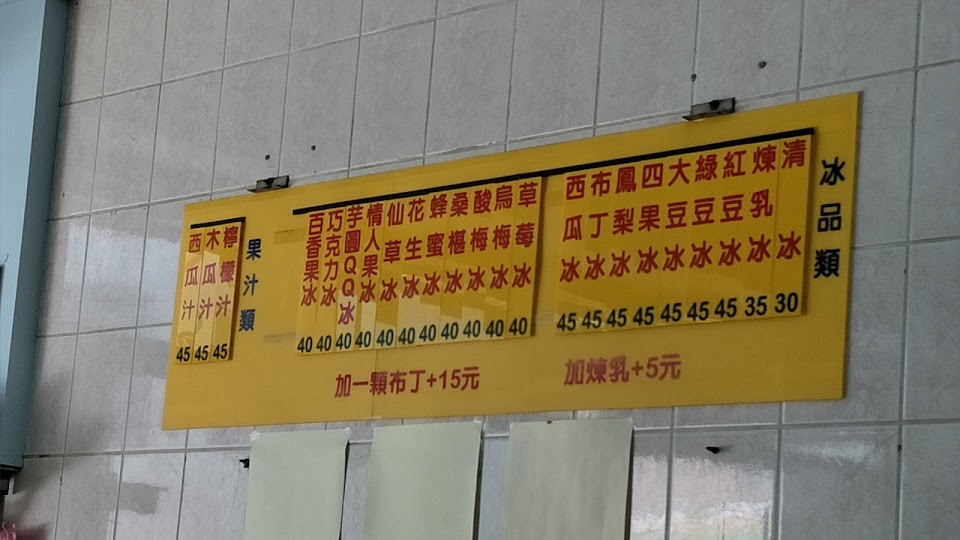 冰品類
清冰 30
煉乳冰 35
紅豆冰 45
綠豆冰 45
大豆冰 45
四果冰 45
鳳梨冰 45
布丁冰 45
西瓜冰 45
草莓冰 40
烏梅冰 40
酸梅冰 40
桑椹冰 40
蜂蜜冰 40
花生冰 40
仙草冰 40
情人果冰 40
芋圓QQ冰 40
巧克力冰 40
百香果冰 40
加煉乳+5元
加一顆布丁+15元
果汁類
檸檬汁 45
木瓜汁 45
西瓜汁 45